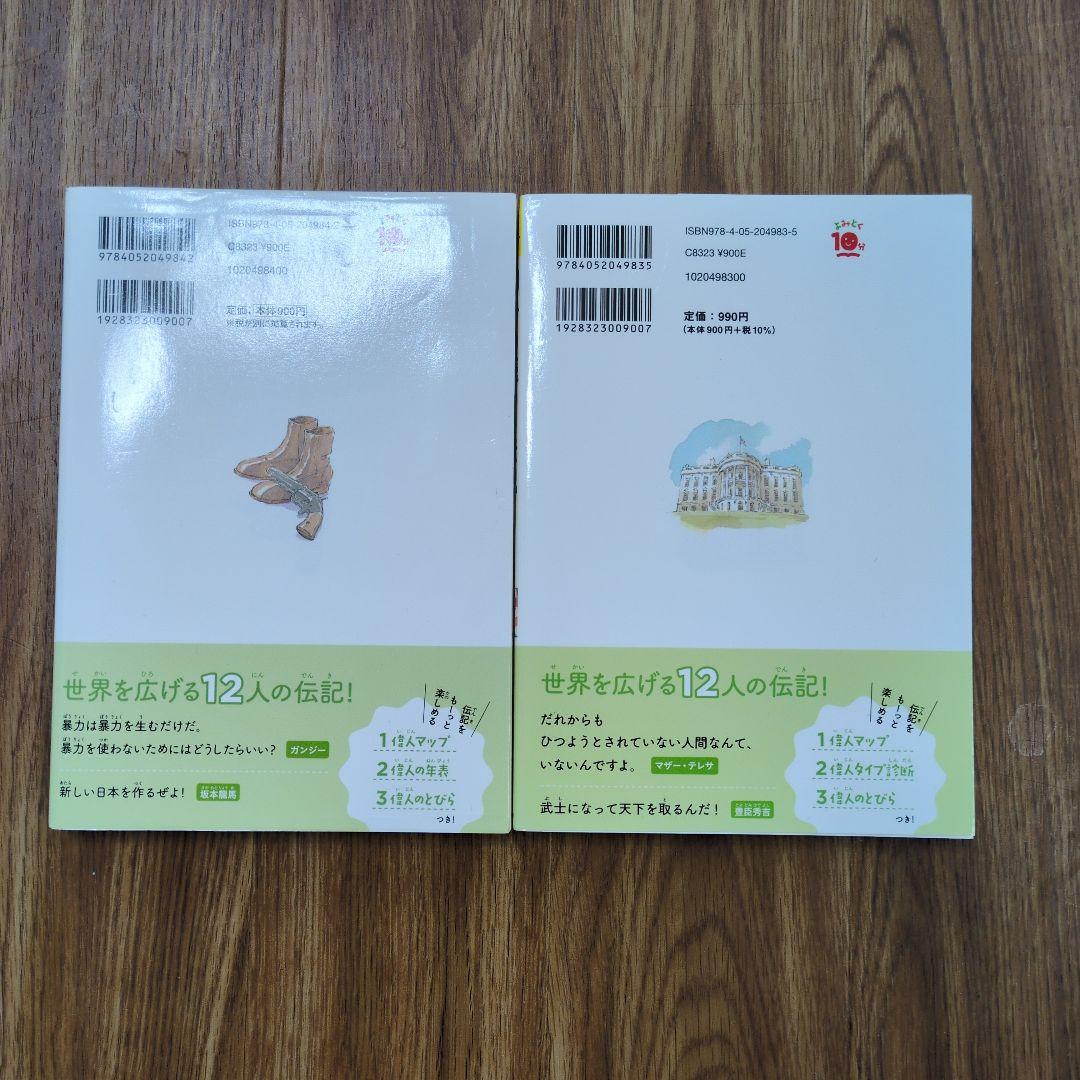 ISBN978-4-05-204984-2
C8323 ¥900E
9784052049842
1020498400
1928323009007
定価：本体900円
※税が別に加算されます。
世界を広げる12人の伝記！
暴力は暴力を生むだけだ。
暴力を使わないためにはどうしたらいい？ ガンジー
新しい日本を作るぜよ！ 坂本龍馬
伝記を
もーっと
楽しめる
1 偉人マップ
2 偉人の年表
3 偉人のとびら
つき！
ISBN978-4-05-204983-5
C8323 ¥900E
9784052049835
1020498300
1928323009007
定価：990円
（本体900円＋税10%）
よみとく
10分
世界を広げる12人の伝記！
だれからも
ひつようとされていない人間なんて、
いないんですよ。 マザー・テレサ
武士になって天下を取るんだ！ 豊臣秀吉
伝記を
もーっと
楽しめる
1 偉人マップ
2 偉人タイプ診断
3 偉人のとびら
つき！